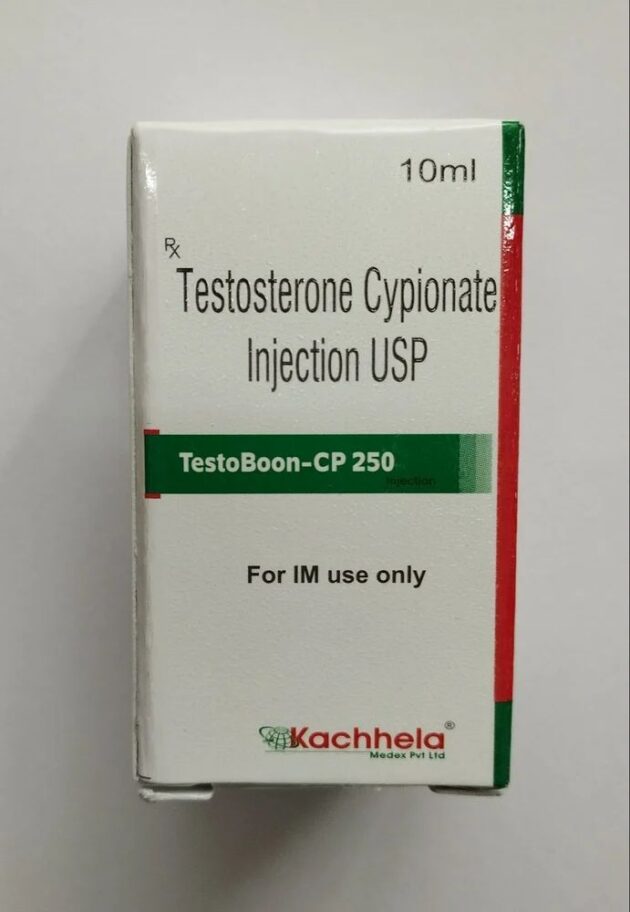 10ml
Rx
Testosterone Cypionate
Injection USP
TestoBoon-CP 250
Injection
For IM use only
Kachhela®
Medex Pvt Ltd